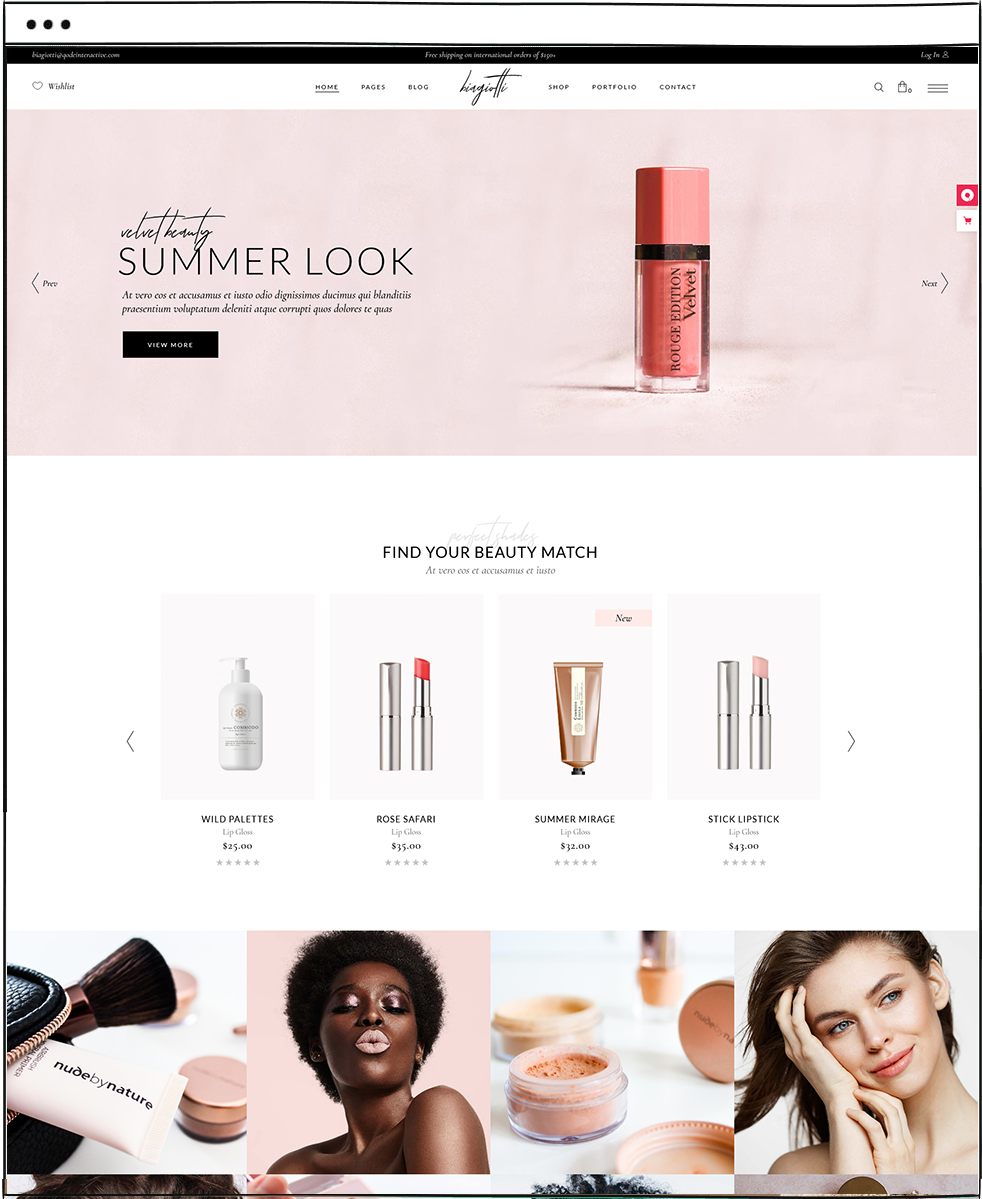 biagiotti@qodeinteractive.com
Free shipping on international orders of $150+
Log In
Wishlist
HOME
PAGES
BLOG
biagiotti
SHOP
PORTFOLIO
CONTACT
0
velvet beauty
SUMMER LOOK
At vero eos et accusamus et iusto odio dignissimos ducimus qui blanditiis
praesentium voluptatum deleniti atque corrupti quos dolores te quas
VIEW MORE
Prev
Next
ROUGE EDITION
Velvet
perfect shades
FIND YOUR BEAUTY MATCH
At vero eos et accusamus et iusto
New
COMMODO
WILD PALETTES
Lip Gloss
$25.00
ROSE SAFARI
Lip Gloss
$35.00
SUMMER MIRAGE
Lip Gloss
$32.00
STICK LIPSTICK
Lip Gloss
$43.00
nudebynature
AIRBRUSH
PRIMER
nudebyna